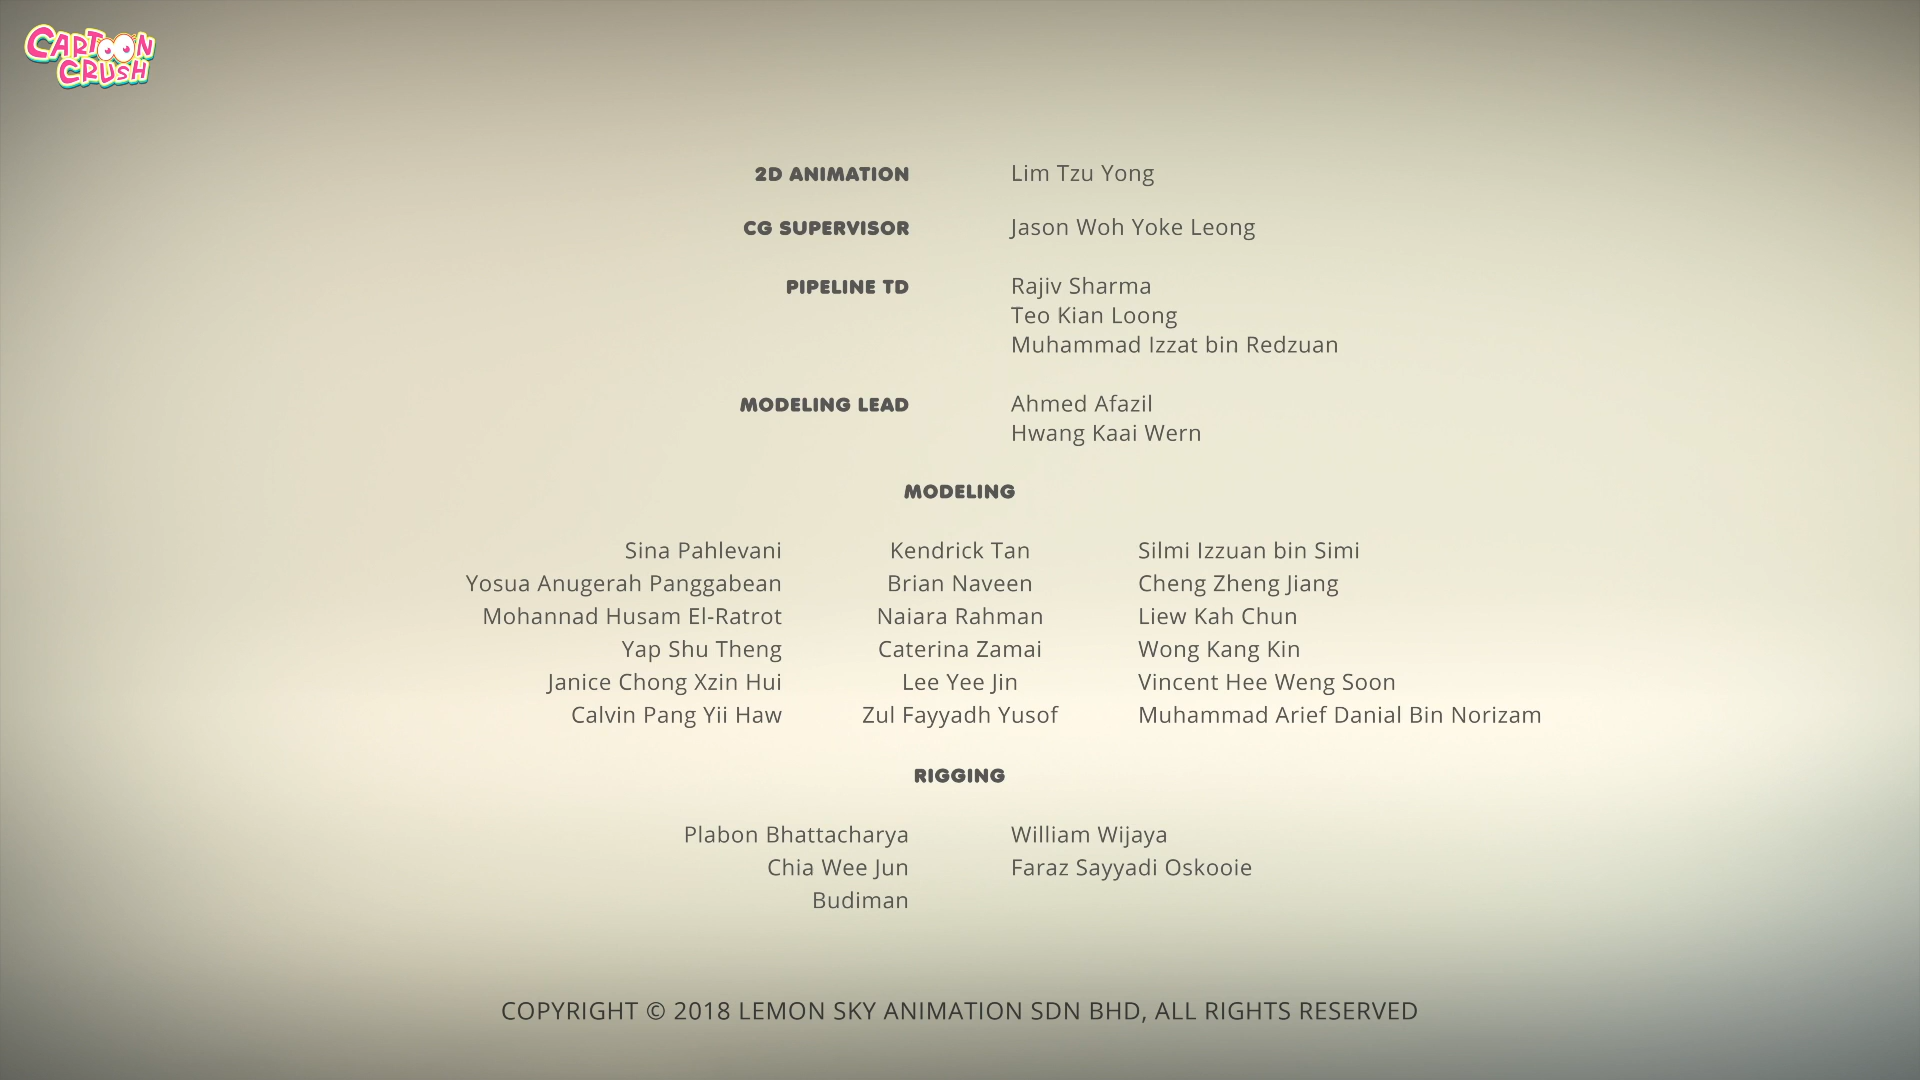 CARTOON
CRUSH
2D ANIMATION Lim Tzu Yong
CG SUPERVISOR Jason Woh Yoke Leong
PIPELINE TD Rajiv Sharma
Teo Kian Loong
Muhammad Izzat bin Redzuan
MODELING LEAD Ahmed Afazil
Hwang Kaai Wern
MODELING
Sina Pahlevani Kendrick Tan Silmi Izzuan bin Simi
Yosua Anugerah Panggabean Brian Naveen Cheng Zheng Jiang
Mohannad Husam El-Ratrot Naiara Rahman Liew Kah Chun
Yap Shu Theng Caterina Zamai Wong Kang Kin
Janice Chong Xzin Hui Lee Yee Jin Vincent Hee Weng Soon
Calvin Pang Yii Haw Zul Fayyadh Yusof Muhammad Arief Danial Bin Norizam
RIGGING
Plabon Bhattacharya William Wijaya
Chia Wee Jun Faraz Sayyadi Oskooie
Budiman
COPYRIGHT © 2018 LEMON SKY ANIMATION SDN BHD, ALL RIGHTS RESERVED